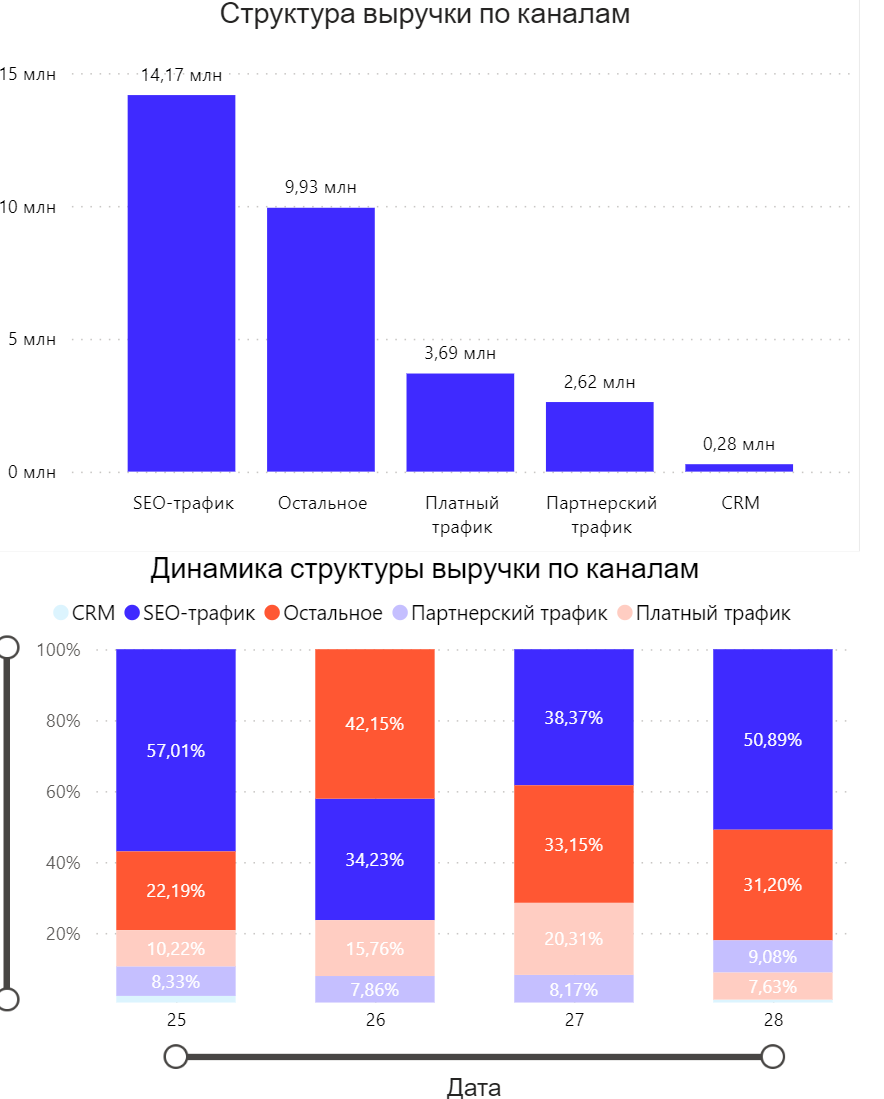 Структура выручки по каналам
15 млн
14,17 млн
9,93 млн
10 млн
5 млн
3,69 млн
2,62 млн
0,28 млн
0 млн
SEO-трафик Остальное Платный трафик Партнерский трафик CRM
Динамика структуры выручки по каналам
CRM SEO-трафик Остальное Партнерский трафик Платный трафик
100%
80%
60%
40%
20%
57,01%
22,19%
10,22%
8,33%
42,15%
34,23%
15,76%
7,86%
38,37%
33,15%
20,31%
8,17%
50,89%
31,20%
9,08%
7,63%
25 26 27 28
Дата